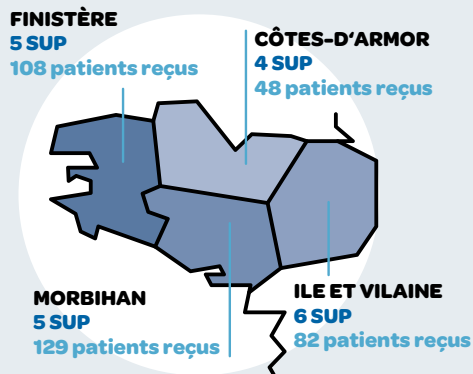 FINISTÈRE
5 SUP
108 patients reçus
CÔTES-D'ARMOR
4 SUP
48 patients reçus
MORBIHAN
5 SUP
129 patients reçus
ILE ET VILAINE
6 SUP
82 patients reçus